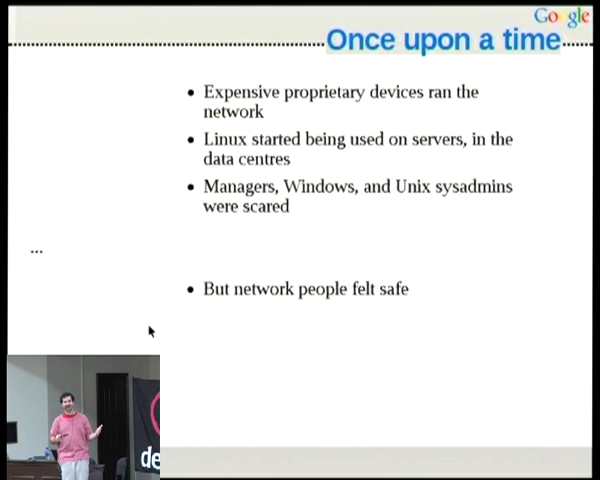 Google
Once upon a time
• Expensive proprietary devices ran the
network
• Linux started being used on servers, in the
data centres
• Managers, Windows, and Unix sysadmins
were scared
...
• But network people felt safe
de